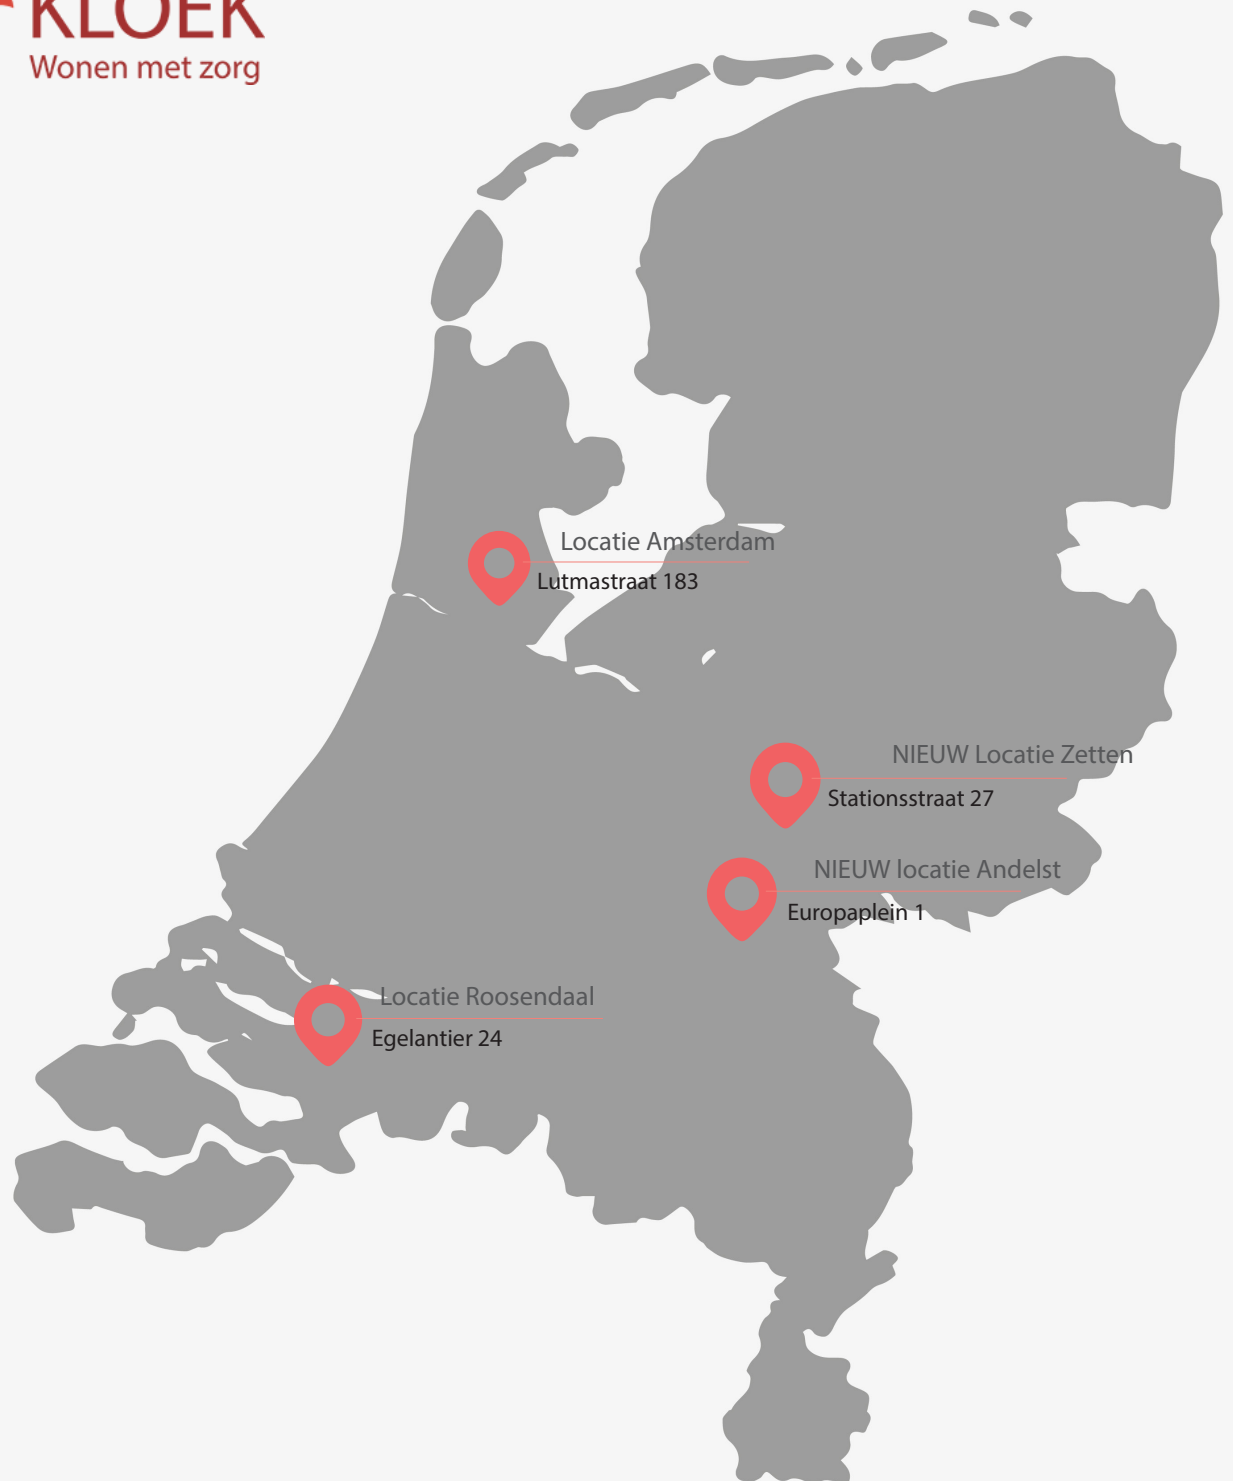 KLOEK
Wonen met zorg
Locatie Amsterdam
Lutmastraat 183
NIEUW Locatie Zetten
Stationsstraat 27
NIEUW locatie Andelst
Europaplein 1
Locatie Roosendaal
Egelantier 24